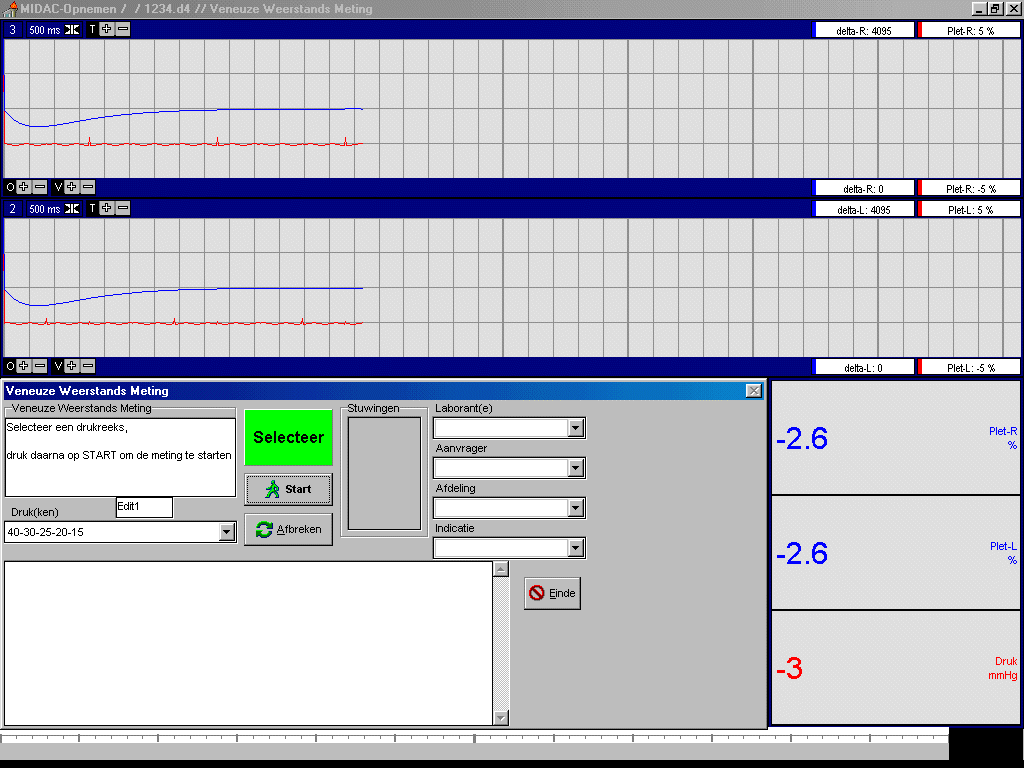 MIDAC-Opnemen / / 1234.d4 // Veneuze Weerstands Meting
3 500 ms T delta-R: 4095 Plet-R: 5 %
O V delta-R: 0 Plet-R: -5 %
2 500 ms T delta-L: 4095 Plet-L: 5 %
O V delta-L: 0 Plet-L: -5 %
Veneuze Weerstands Meting
Veneuze Weerstands Meting
Selecteer een drukreeks,
druk daarna op START om de meting te starten
Edit1
Druk(ken)
40-30-25-20-15
Selecteer
Start
Afbreken
Stuwingen
Laborant(e)
Aanvrager
Afdeling
Indicatie
Einde
-2.6 Plet-R
%
-2.6 Plet-L
%
-3 Druk
mmHg